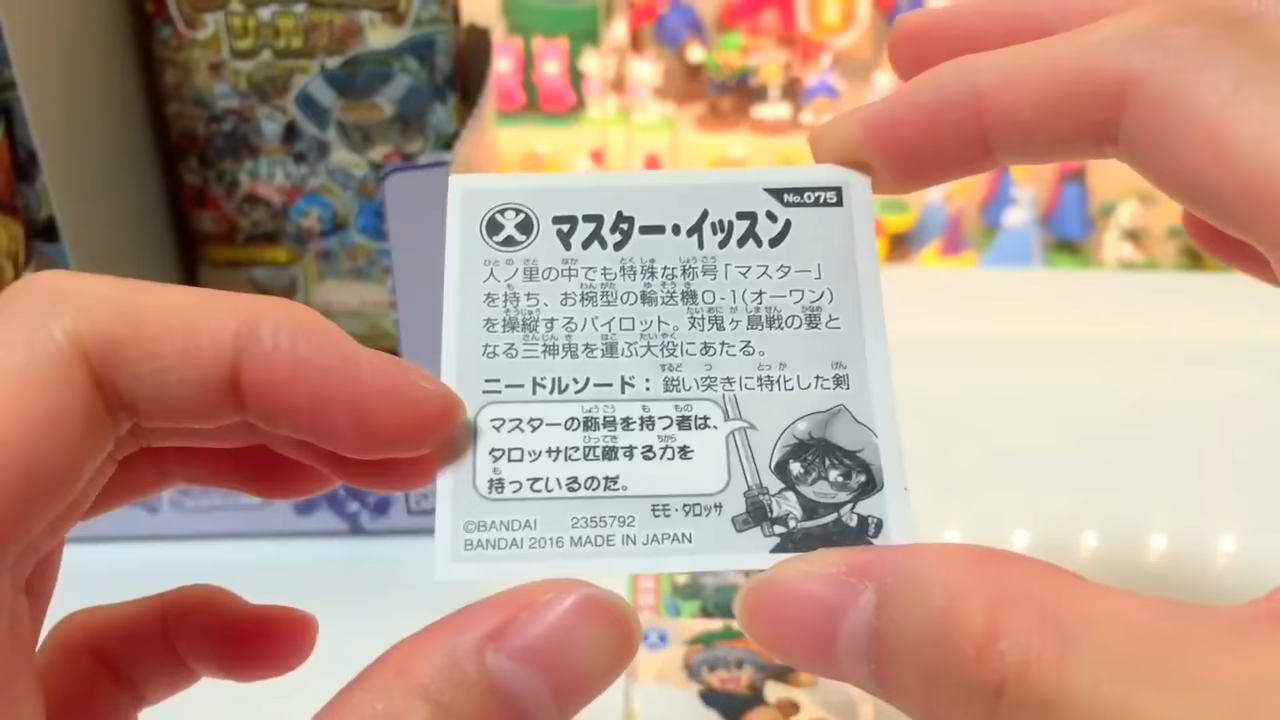 No.075
マスター・イッスン
人ノ里の中でも特殊な称号「マスター」
を持ち、お椀型の輸送機O-1(オーワン)
を操縦するパイロット。対鬼ヶ島戦の要と
なる三神鬼を運ぶ大役にあたる。
ニードルソード：鋭い突きに特化した剣
マスターの称号を持つ者は、
タロッサに匹敵する力を
持っているのだ。
モモ・タロッサ
©BANDAI 2355792
BANDAI 2016 MADE IN JAPAN